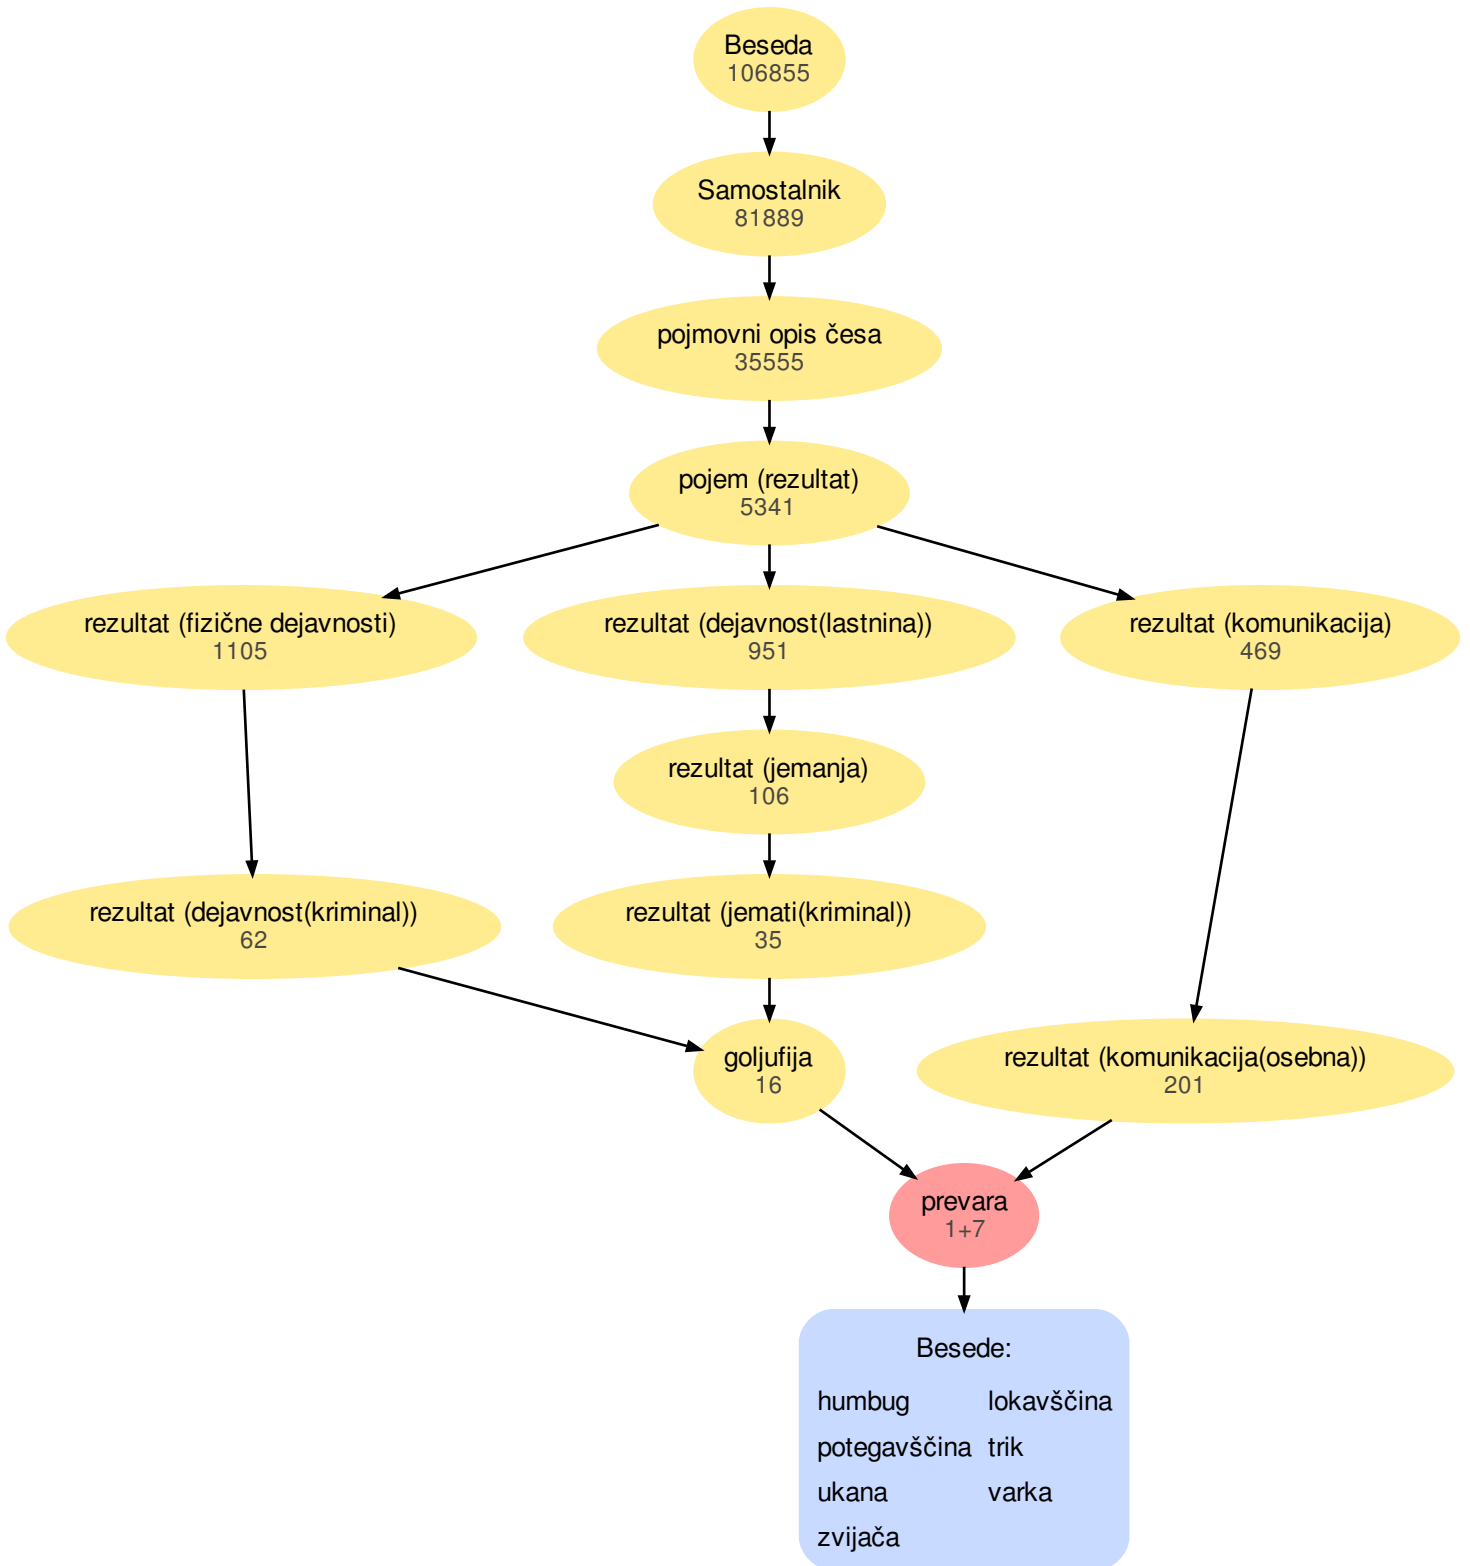 Beseda
106855
Samostalnik
81889
pojmovni opis česa
35555
pojem (rezultat)
5341
rezultat (fizične dejavnosti)
1105
rezultat (dejavnost(lastnina))
951
rezultat (komunikacija)
469
rezultat (jemanja)
106
rezultat (dejavnost(kriminal))
62
rezultat (jemati(kriminal))
35
goljufija
16
rezultat (komunikacija(osebna))
201
prevara
1+7
Besede:
humbug lokavščina
potegavščina trik
ukana varka
zvijača